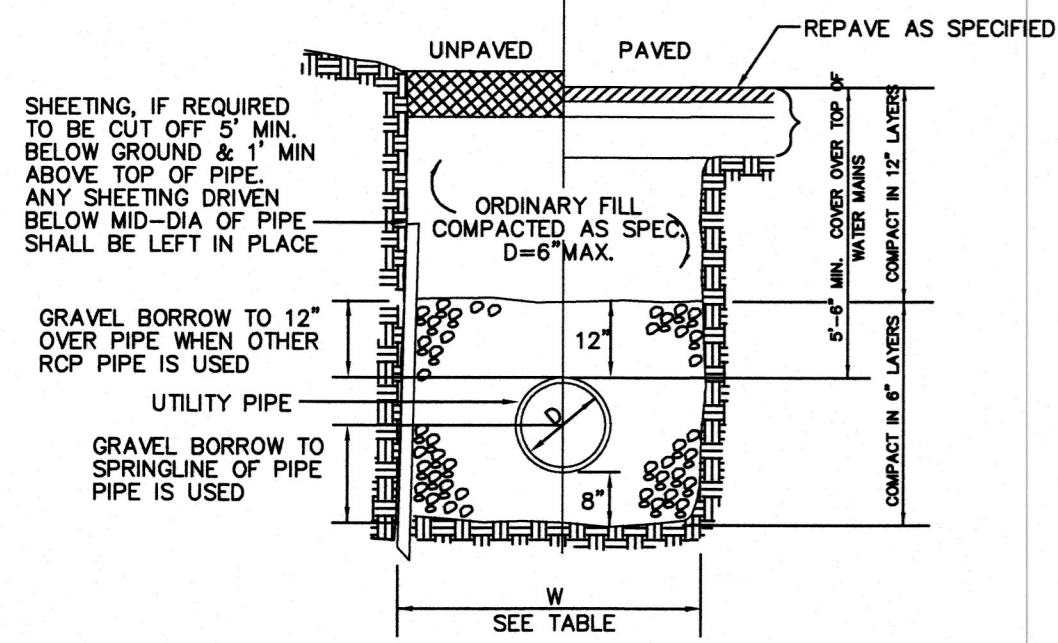 UNPAVED
PAVED
REPAVE AS SPECIFIED
SHEETING, IF REQUIRED
TO BE CUT OFF 5' MIN.
BELOW GROUND & 1' MIN
ABOVE TOP OF PIPE.
ANY SHEETING DRIVEN
BELOW MID-DIA OF PIPE
SHALL BE LEFT IN PLACE
ORDINARY FILL
COMPACTED AS SPEC.
D=6"MAX.
5'-6" MIN. COVER OVER TOP OF
WATER MAINS
COMPACT IN 12" LAYERS
GRAVEL BORROW TO 12"
OVER PIPE WHEN OTHER
RCP PIPE IS USED
12"
UTILITY PIPE
D
GRAVEL BORROW TO
SPRINGLINE OF PIPE
PIPE IS USED
8"
COMPACT IN 6" LAYERS
W
SEE TABLE